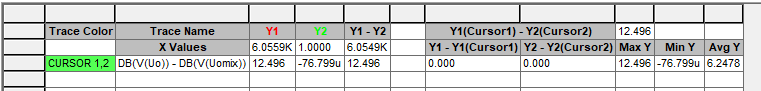 Trace Color Trace Name Y1 Y2 Y1 - Y2 Y1(Cursor1) - Y2(Cursor2) 12.496
X Values 6.0559K 1.0000 6.0549K Y1 - Y1(Cursor1) Y2 - Y2(Cursor2) Max Y Min Y Avg Y
CURSOR 1,2 DB(V(Uo)) - DB(V(Uomix)) 12.496 -76.799u 12.496 0.000 0.000 12.496 -76.799u 6.2478